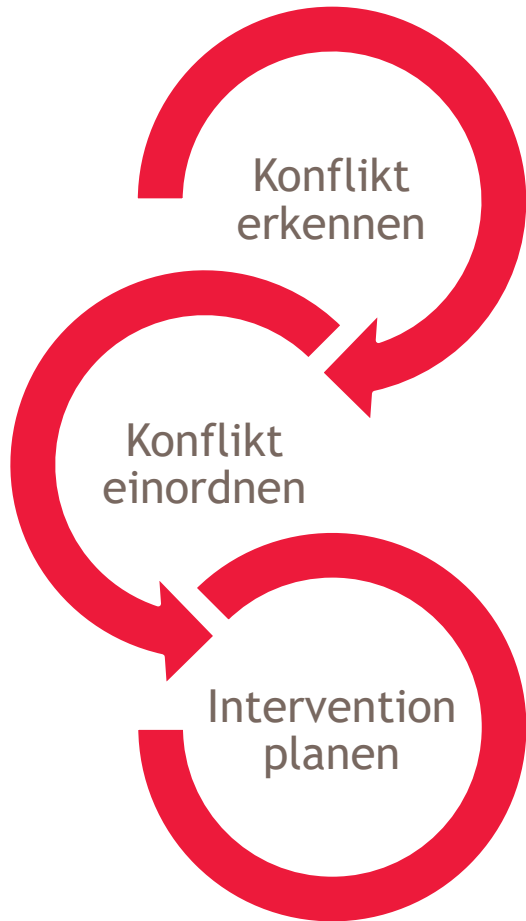 Konflikt
erkennen
Konflikt
einordnen
Intervention
planen